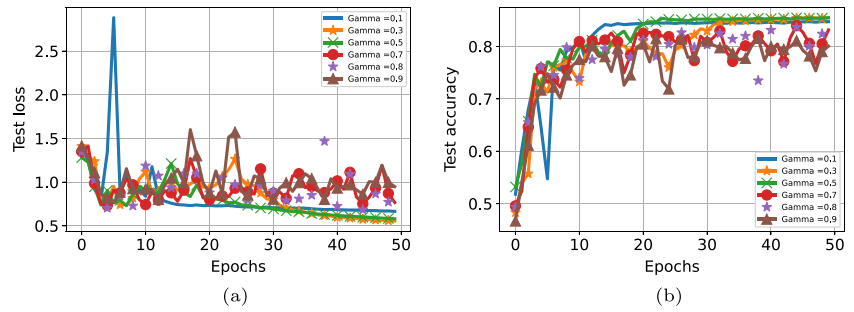 2.5
2.0
1.5
1.0
0.5
Test loss
0
10
20
30
40
50
Epochs
Gamma =0,1
Gamma =0.3
Gamma =0.5
Gamma =0.7
Gamma =0.8
Gamma =0.9
(a)
0.8
0.7
0.6
0.5
Test accuracy
0
10
20
30
40
50
Epochs
Gamma =0,1
Gamma =0.3
Gamma =0.5
Gamma =0.7
Gamma =0.8
Gamma =0.9
(b)